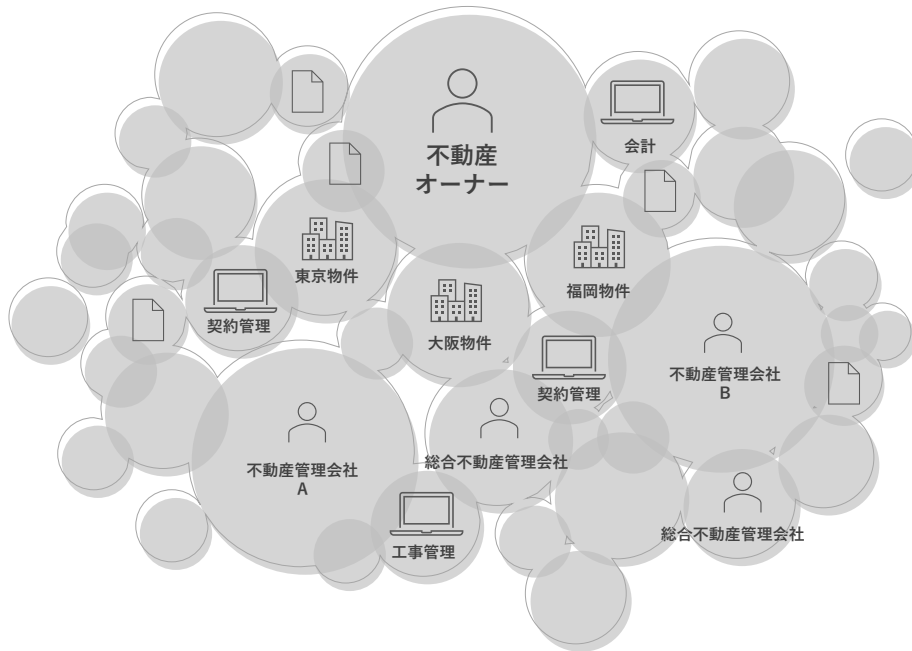 不動産
オーナー
会計
東京物件
福岡物件
契約管理
大阪物件
不動産管理会社
B
契約管理
総合不動産管理会社
不動産管理会社
A
総合不動産管理会社
工事管理